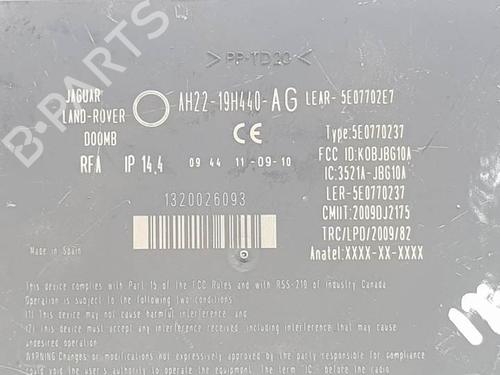 >PP-TD20<
JAGUAR
LAND-ROVER
DOOMB
AH22-19H440-AG LEAR- 5E07702E7
CE
Type:5E0770237
RFA IP 14,4 09 44 11-09-10
FCC ID:KOBJBG10A
IC:3521A-JBG10A
1320026093
LER-5E0770237
CMIIT:2009DJ2175
TRC/LPD/2009/82
Anatel:XXXX-XX-XXXX
Made in Spain
This device complies with Part 15 of the FCC Rules and with RSS-210 of Industry Canada
Operation is subject to the following two conditions:
(1) This device may not cause harmful interference, and
(2) This device must accept any interference received, including interference that may cause
undesired operation
WARNING Changes or modifications not expressively approved by the
could void the user's authority to operate the equipment. The term "IC:" before the radio
B-PARTS